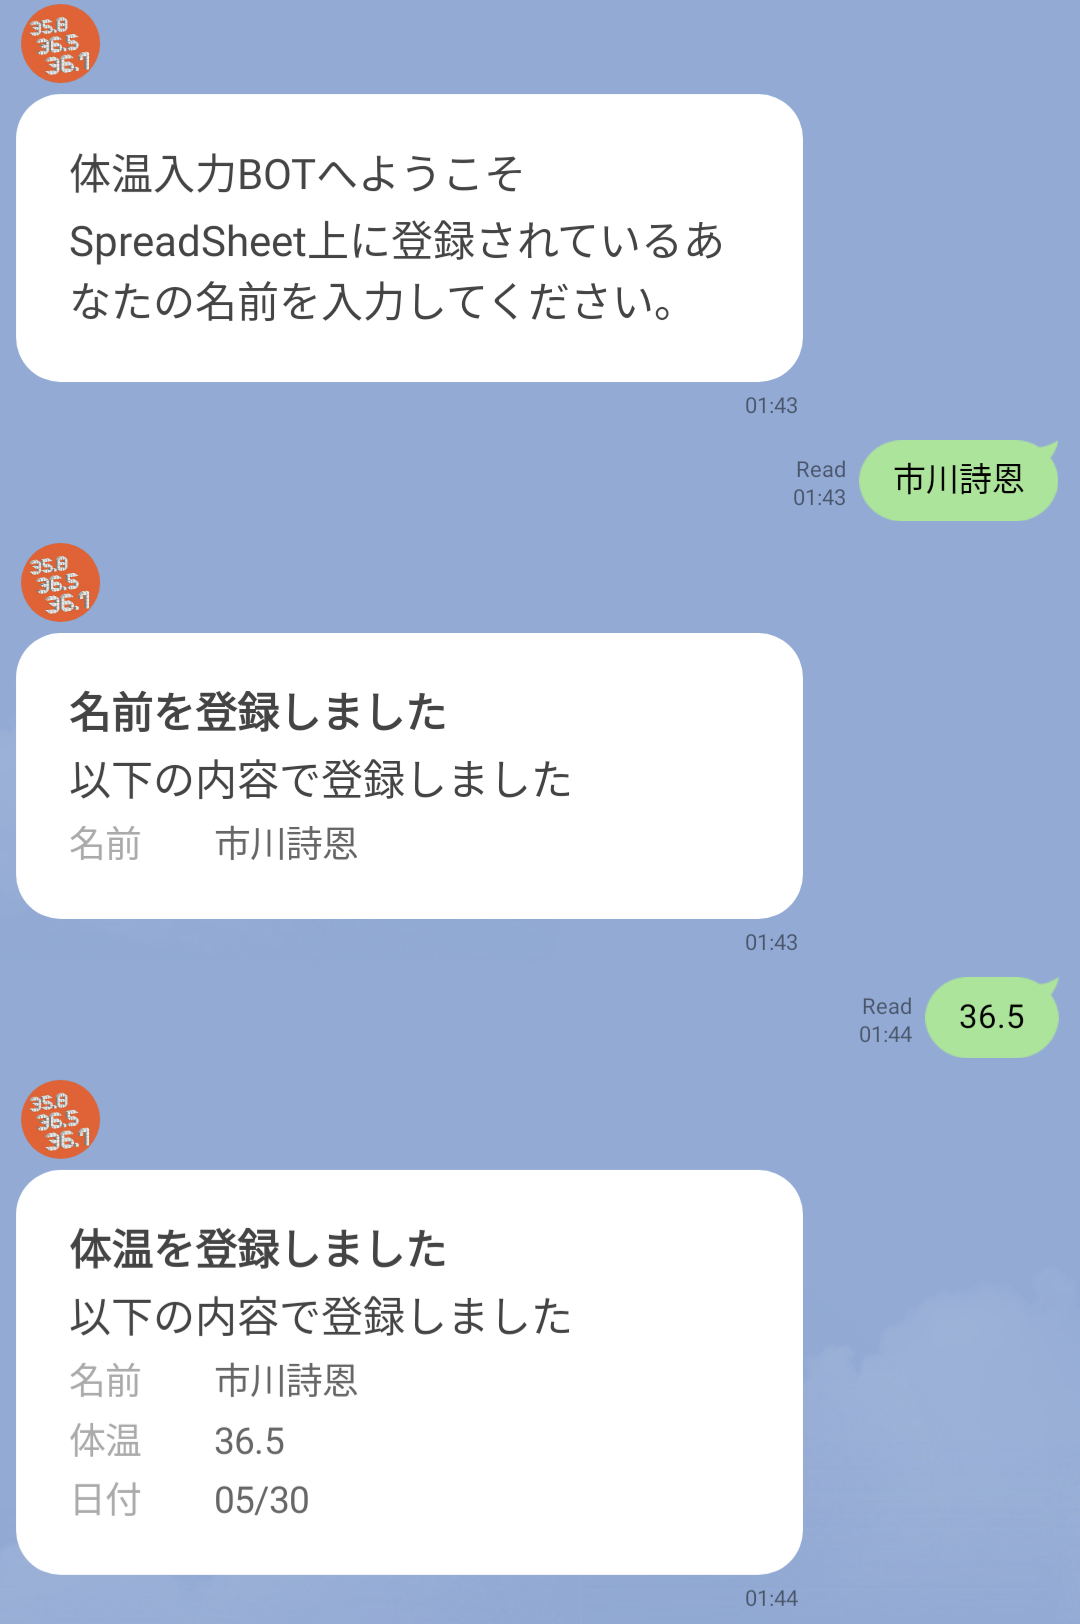 35.8
36.5
36.7
体温入力BOTへようこそ
SpreadSheet上に登録されているあ
なたの名前を入力してください。
01:43
Read
01:43
市川詩恩
35.8
36.5
36.7
名前を登録しました
以下の内容で登録しました
名前 市川詩恩
01:43
Read
01:44
36.5
35.8
36.5
36.7
体温を登録しました
以下の内容で登録しました
名前 市川詩恩
体温 36.5
日付 05/30
01:44